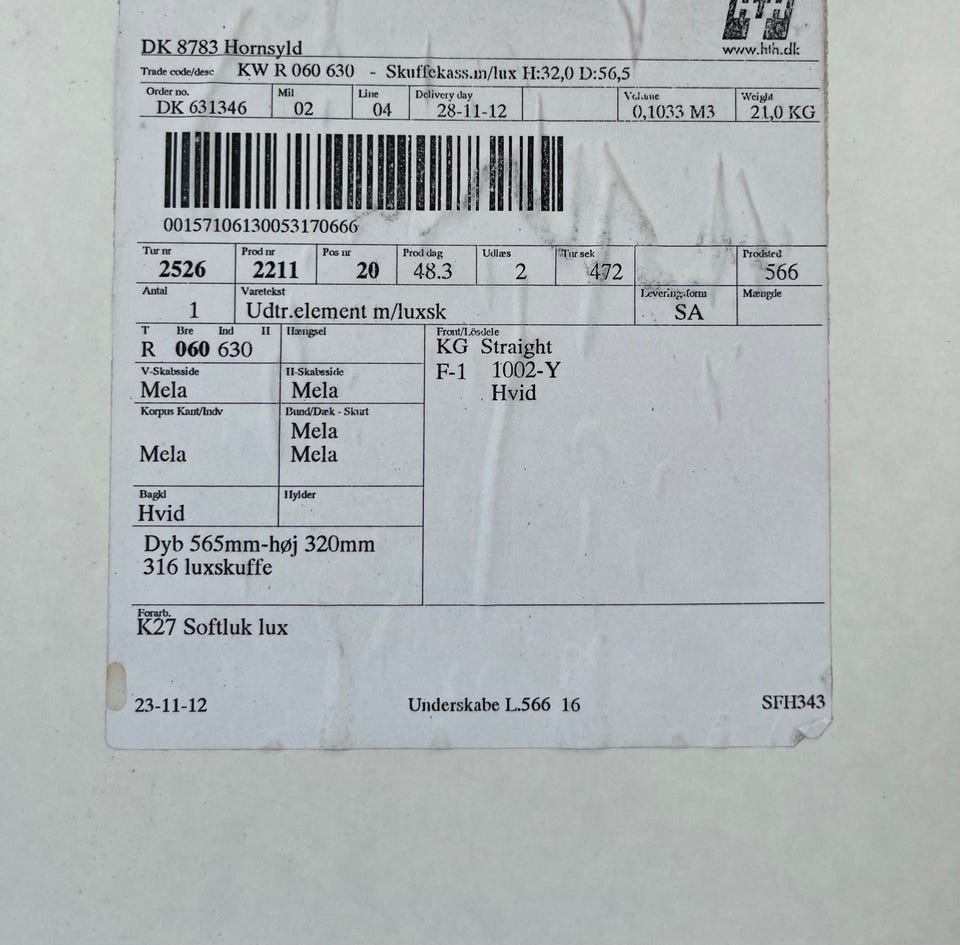 HTH
www.hth.dk
DK 8783 Hornsyld
Trade code/desc KW R 060 630 - Skuffekass.m/lux H:32,0 D:56,5
Order no. Mil Line Delivery day Volume Weight
DK 631346 02 04 28-11-12 0,1033 M3 21,0 KG
00157106130053170666
Tur nr Prod nr Pos nr Prod dag Udlæs Tur sek Prodsted
2526 2211 20 48.3 2 472 566
Antal Varetekst Leveringsform Mængde
1 Udtr.element m/luxsk SA
T Bre Ind H Hængsel Front/Lösdele
R 060 630 KG Straight
V-Skabsside H-Skabsside F-1 1002-Y
Mela Mela Hvid
Korpus Kant/Indv Bund/Dæk - Skurt
Mela
Mela Mela
Bagkl Hylder
Hvid
Dyb 565mm-høj 320mm
316 luxskuffe
Forarb.
K27 Softluk lux
23-11-12 Underskabe L.566 16 SFH343